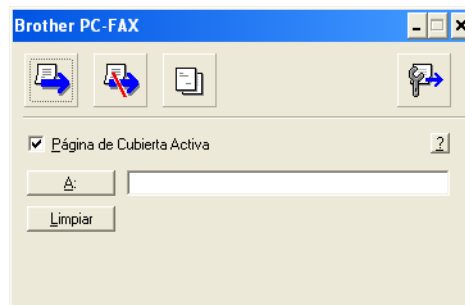 Brother PC-FAX
Página de Cubierta Activa
?
A:
Limpiar